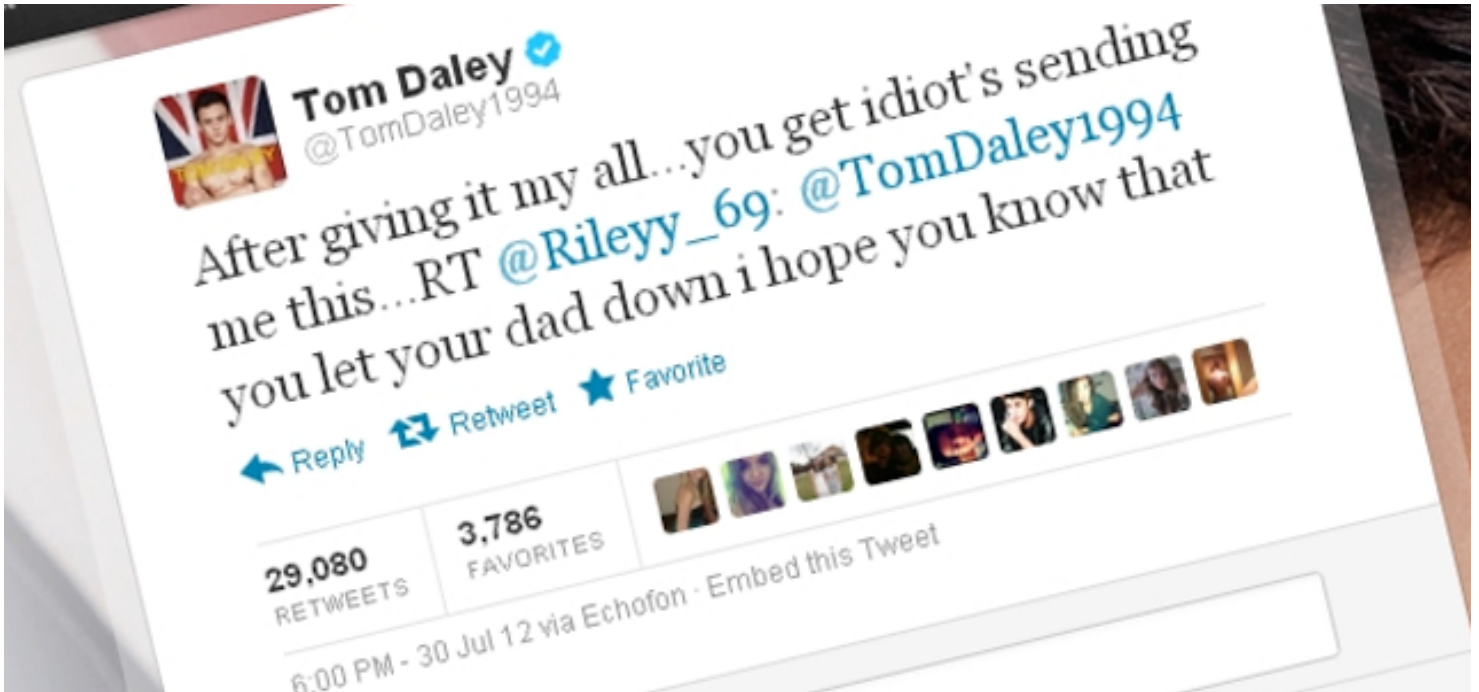 Tom Daley
@TomDaley1994
After giving it my all...you get idiot's sending
me this...RT @Rileyy_69: @TomDaley1994
you let your dad down i hope you know that
Reply Retweet Favorite
29,080 3,786
RETWEETS FAVORITES
6:00 PM - 30 Jul 12 via Echofon · Embed this Tweet